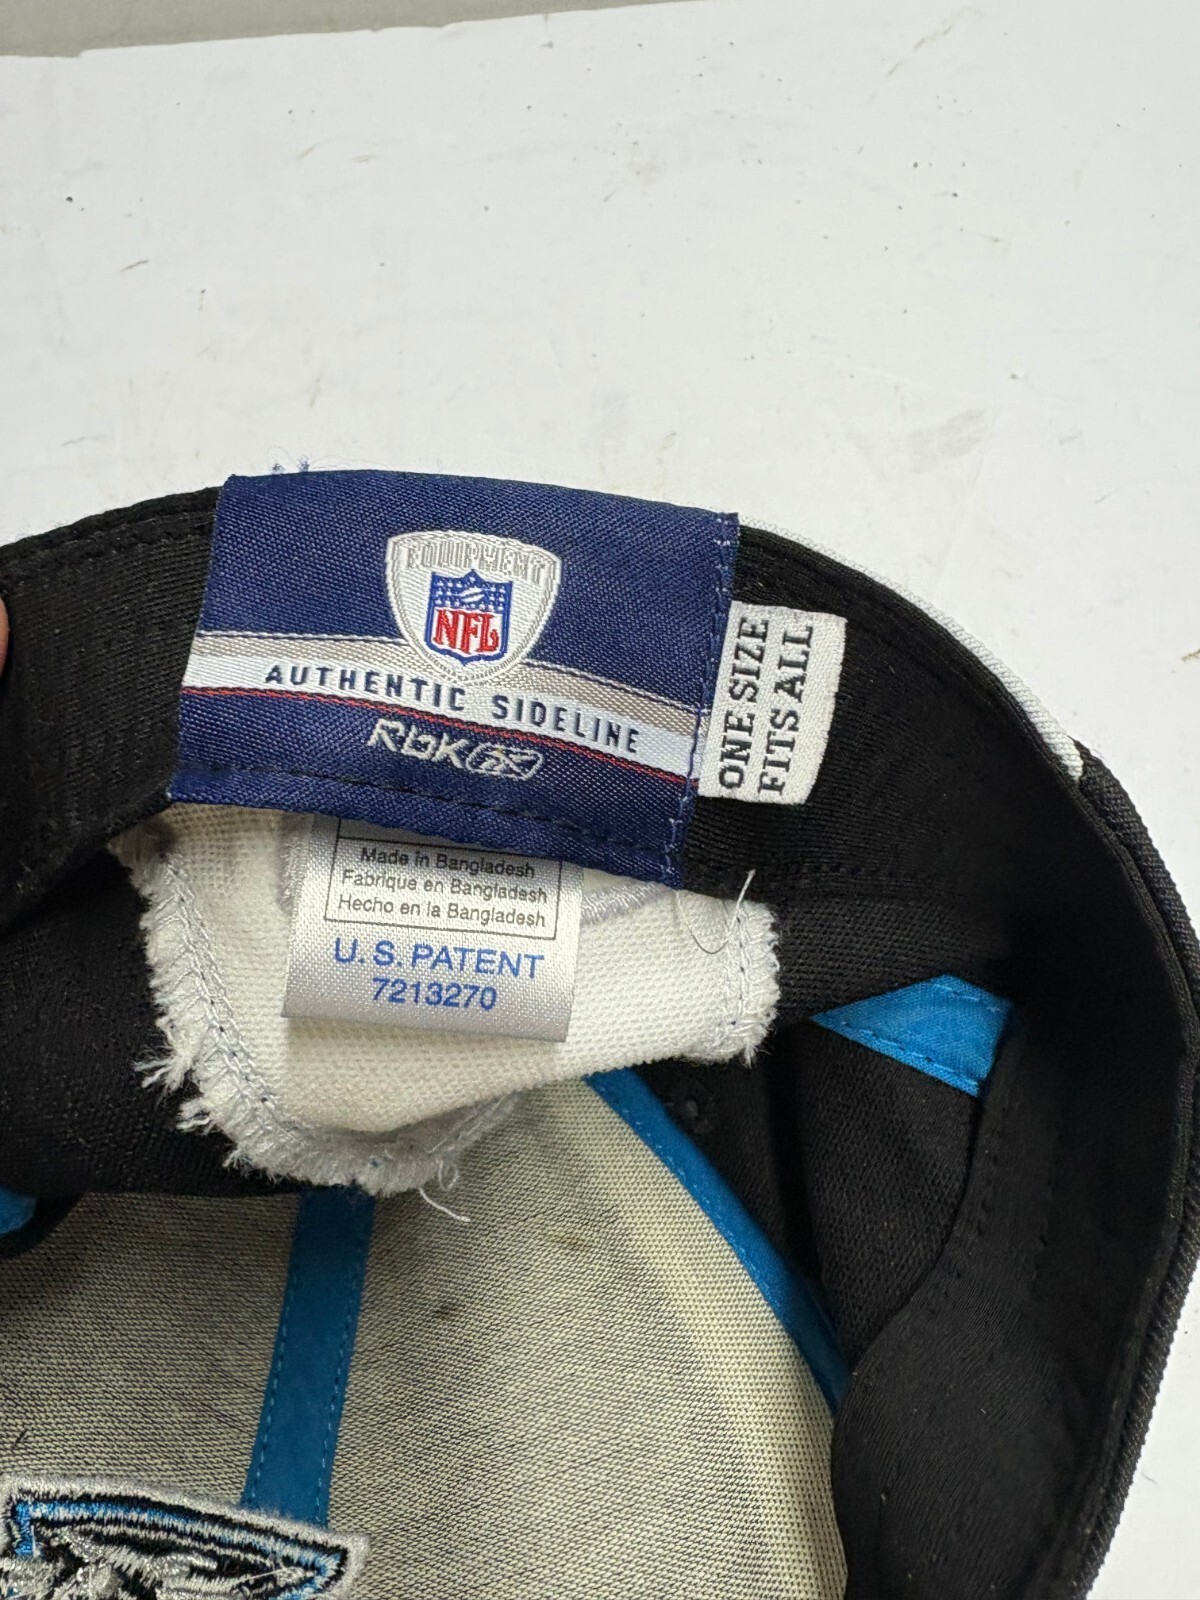 EQUIPMENT
NFL
AUTHENTIC SIDELINE
RbK
ONE SIZE
FITS ALL
Made in Bangladesh
Fabrique en Bangladesh
Hecho en la Bangladesh
U.S. PATENT
7213270